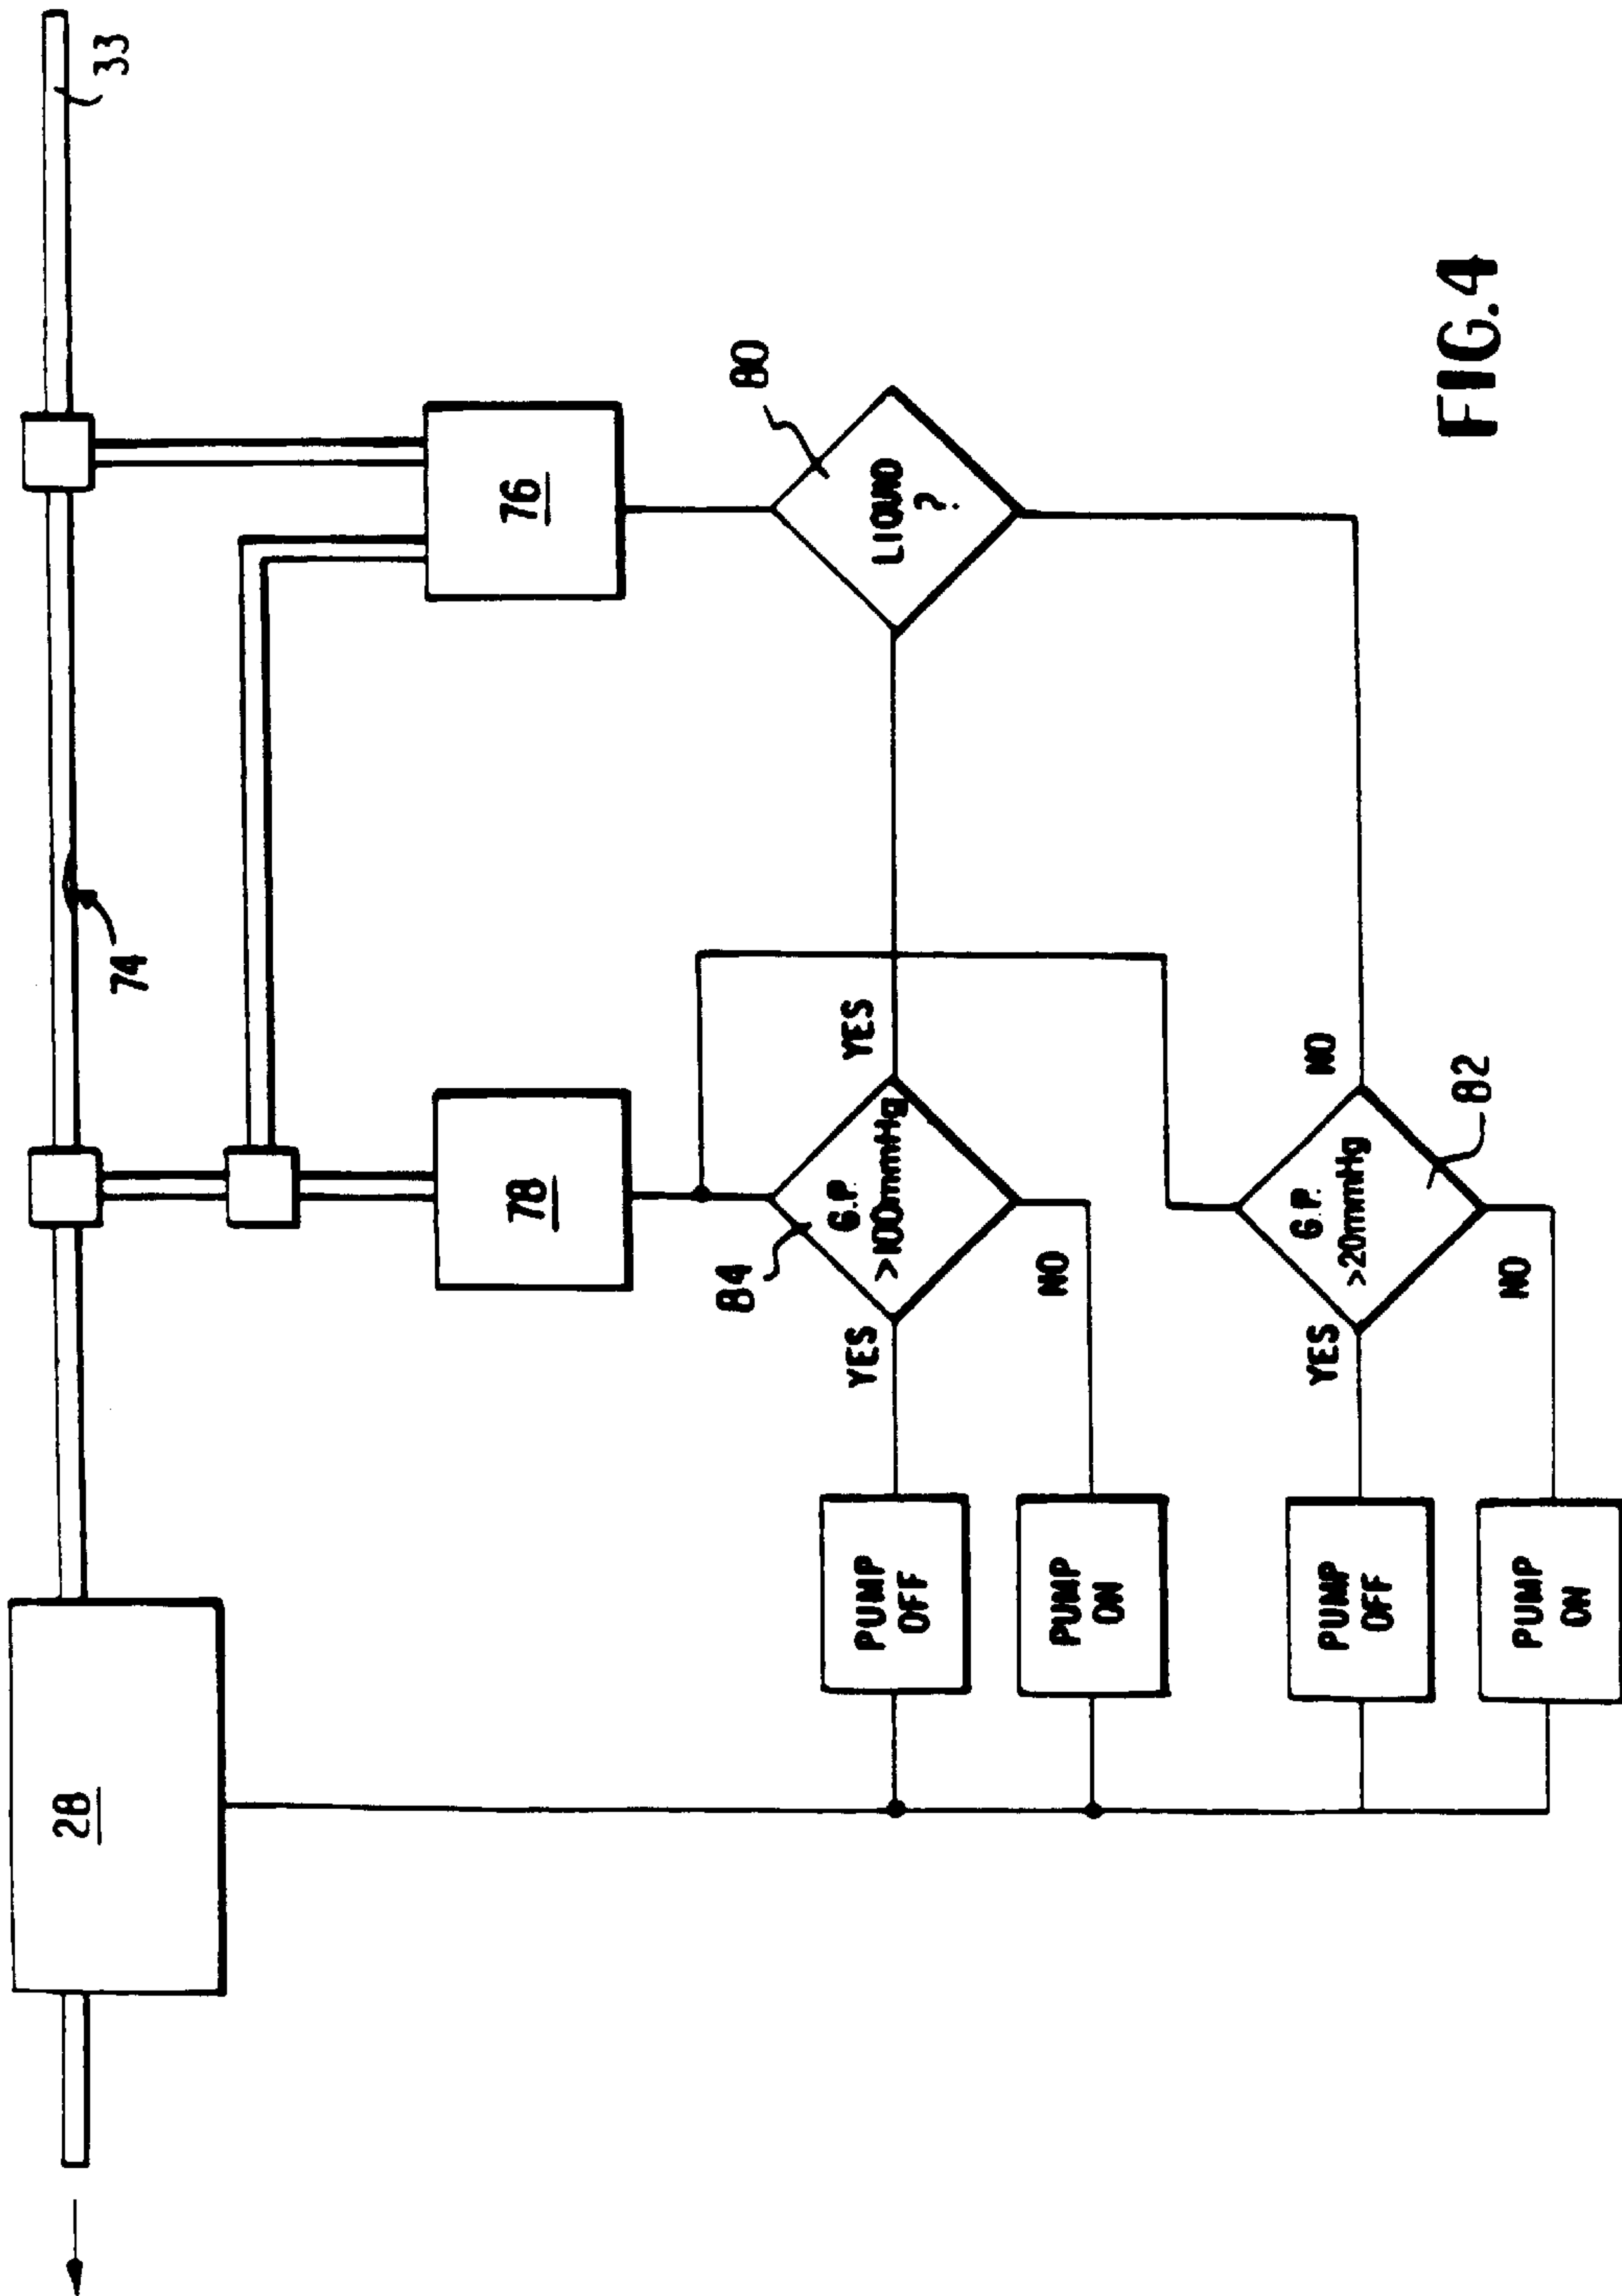 28
33
74
78
76
84
80
G.P.
>100mmHg
LIQUID
?
YES
YES
NO
PUMP
OFF
PUMP
ON
G.P.
>20mmHg
82
YES
NO
NO
PUMP
OFF
PUMP
ON
FIG.4